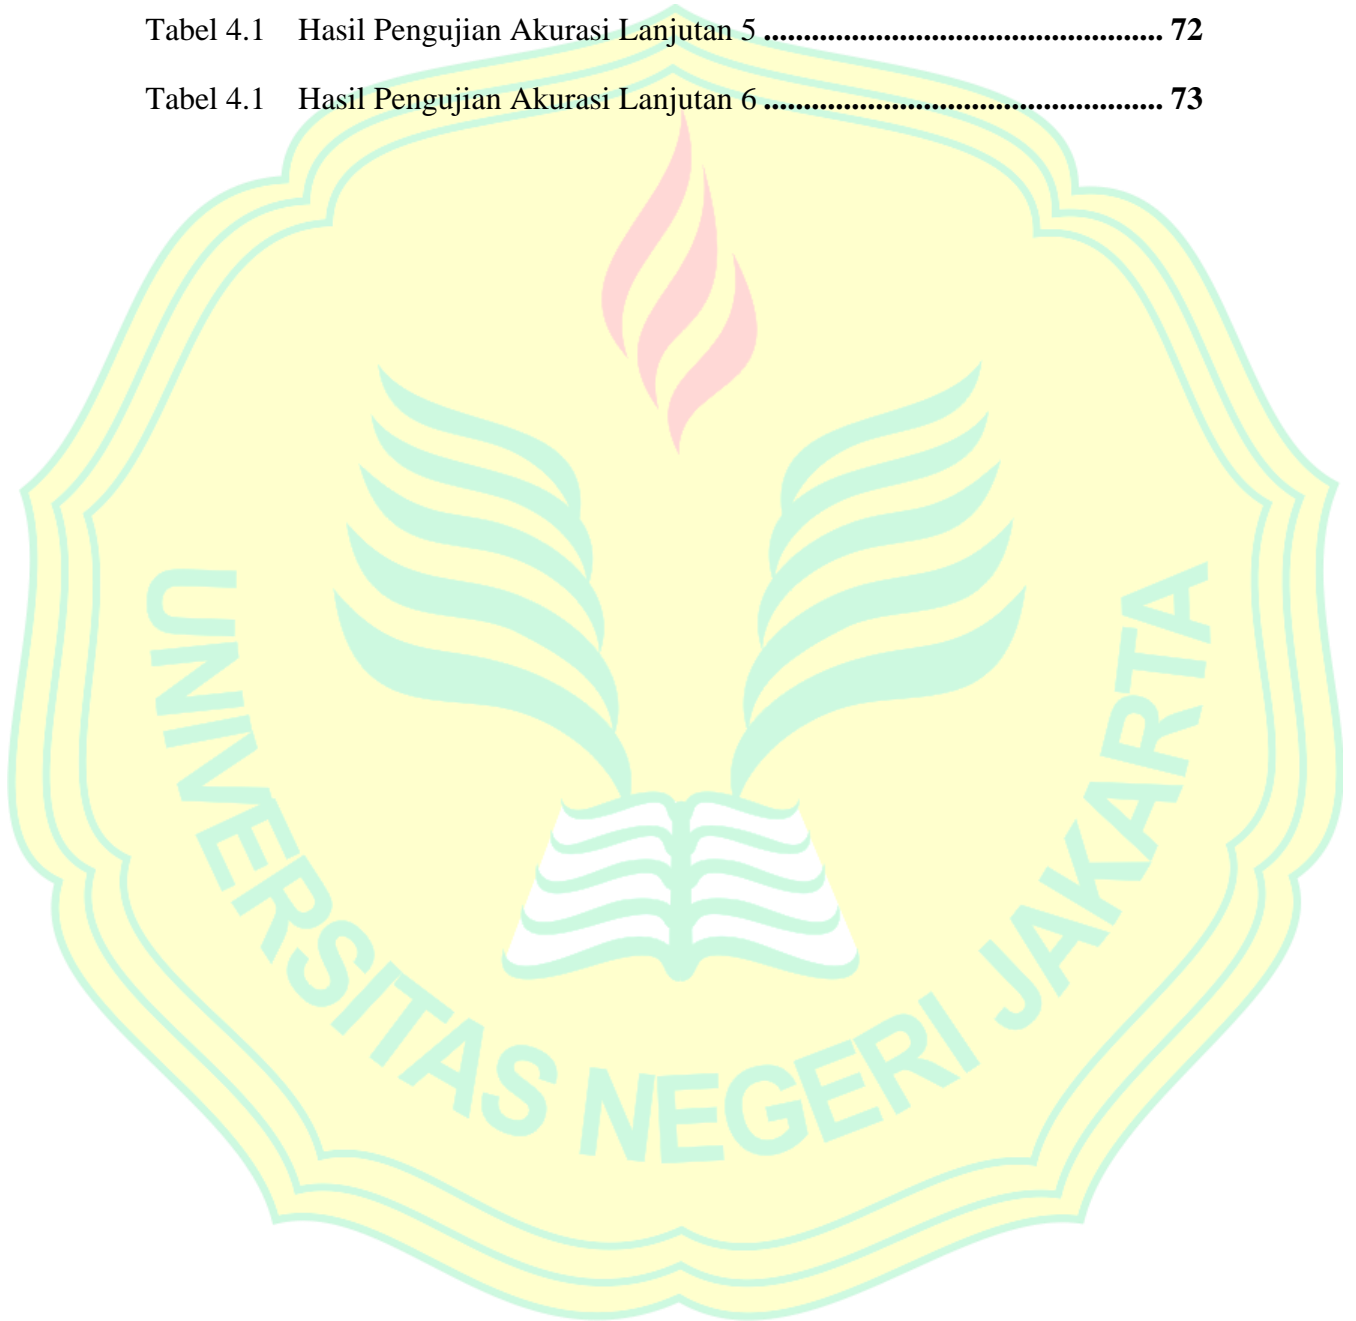 Tabel 4.1 Hasil Pengujian Akurasi Lanjutan 5 .................................................. 72
Tabel 4.1 Hasil Pengujian Akurasi Lanjutan 6 .................................................. 73
UNIVERSITAS NEGERI JAKARTA